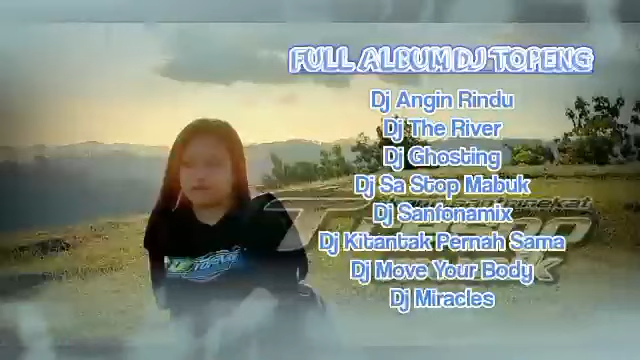 FULL ALBUM DJ TOPENG
Dj Angin Rindu
Dj The River
Dj Ghosting
Dj Sa Stop Mabuk
Dj Sanfonamix
Dj Kitantak Pernah Sama
Dj Move Your Body
Dj Miracles